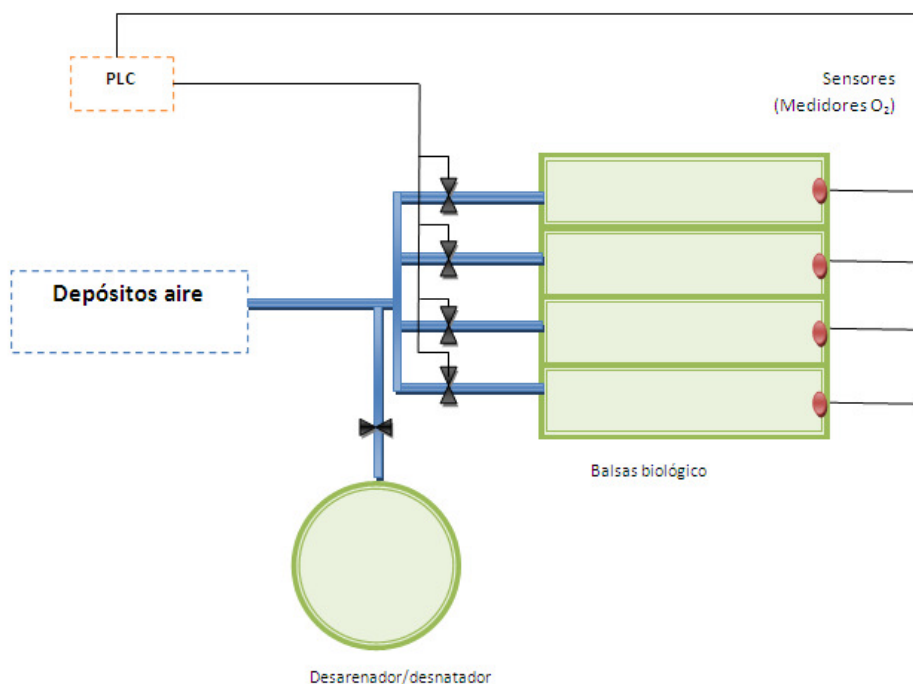 PLC
Sensores
(Medidores O₂)
Depósitos aire
Balsas biológico
Desarenador/desnatador